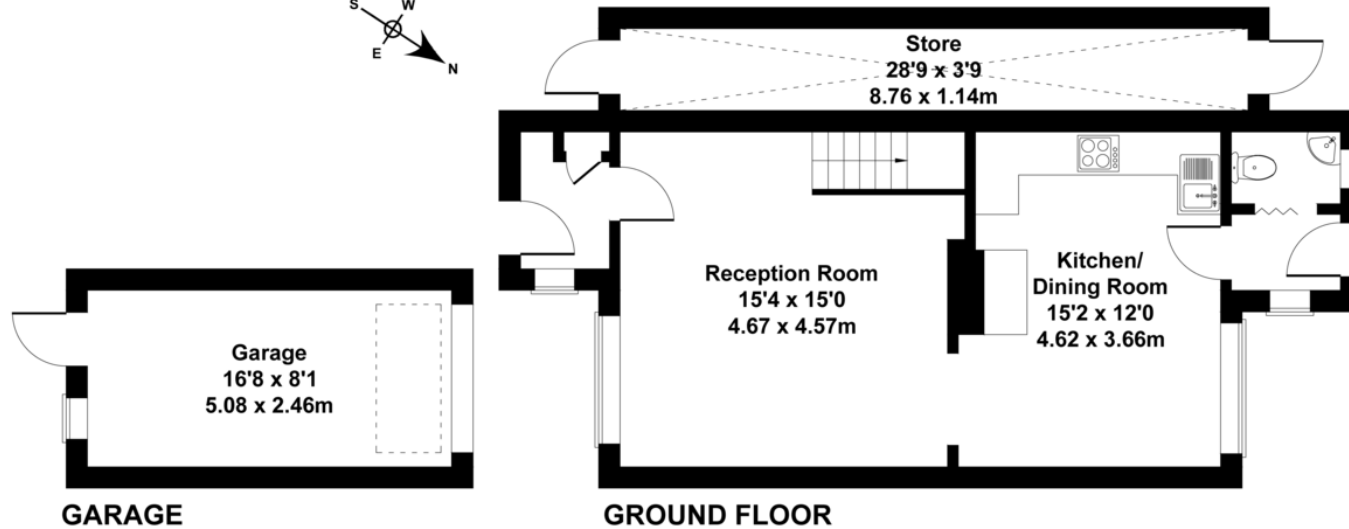 S
W
E
N
Store
28'9 x 3'9
8.76 x 1.14m
Reception Room
15'4 x 15'0
4.67 x 4.57m
Kitchen/
Dining Room
15'2 x 12'0
4.62 x 3.66m
Garage
16'8 x 8'1
5.08 x 2.46m
GARAGE
GROUND FLOOR